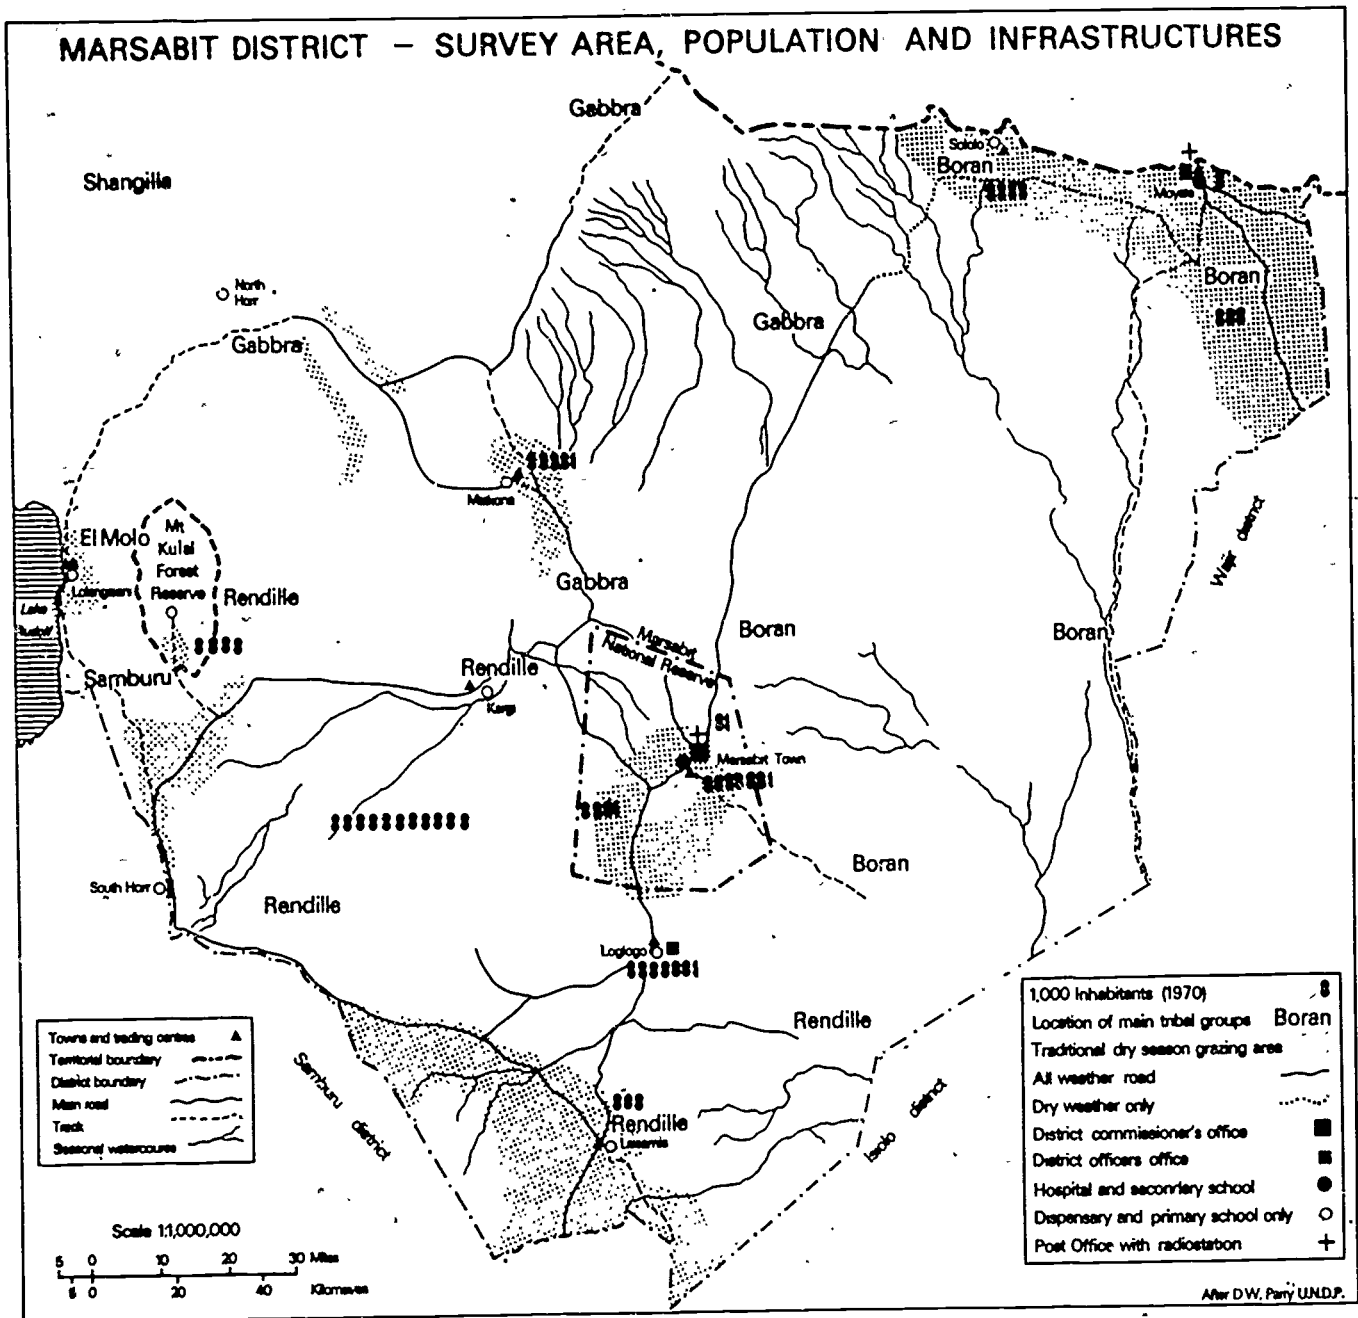 MARSABIT DISTRICT – SURVEY AREA, POPULATION AND INFRASTRUCTURES
Gabbra
Shangilla
Sololo
Boran
Moyale
Boran
North
Horr
Gabbra
Gabbra
Maikona
El Molo
Mt
Kulal
Forest
Reserve
Rendille
Loiengalani
Lake
Gabbra
Wajir district
Marsabit
National Reserve
Boran
Boran
Samburu
Rendille
Kargi
Marsabit Town
Boran
South Horr
Rendille
Logologo
Rendille
Samburu district
Rendille
Laisamis
Isiolo district
Towns and trading centres
Territorial boundary
District boundary
Main road
Track
Seasonal watercourse
Scale 1:1,000,000
5 0 10 20 30 Miles
5 0 20 40 Kilometres
1,000 Inhabitants (1970)
Location of main tribal groups Boran
Traditional dry season grazing area
All weather road
Dry weather only
District commissioner's office
District officers office
Hospital and secondery school
Dispensary and primary school only
Post Office with radiostation
After D.W. Parry U.N.D.P.